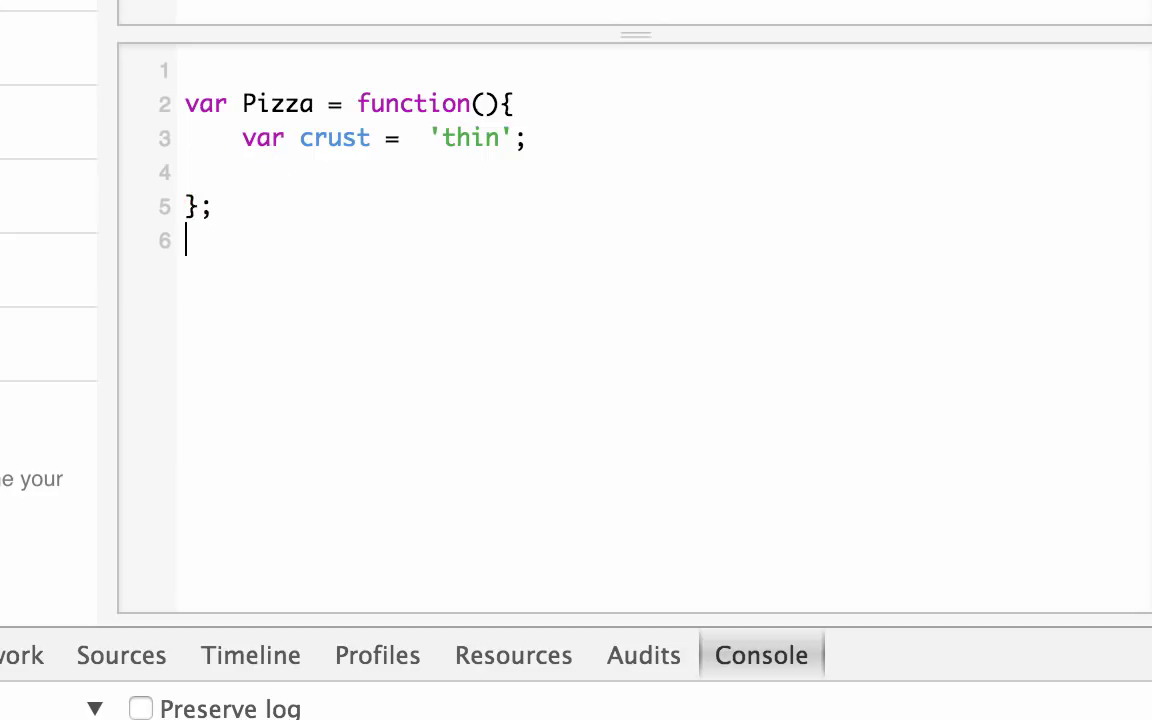 1
2 var Pizza = function(){
3     var crust =  'thin';
4
5 };
6
e your
work Sources Timeline Profiles Resources Audits Console
▼ Preserve log